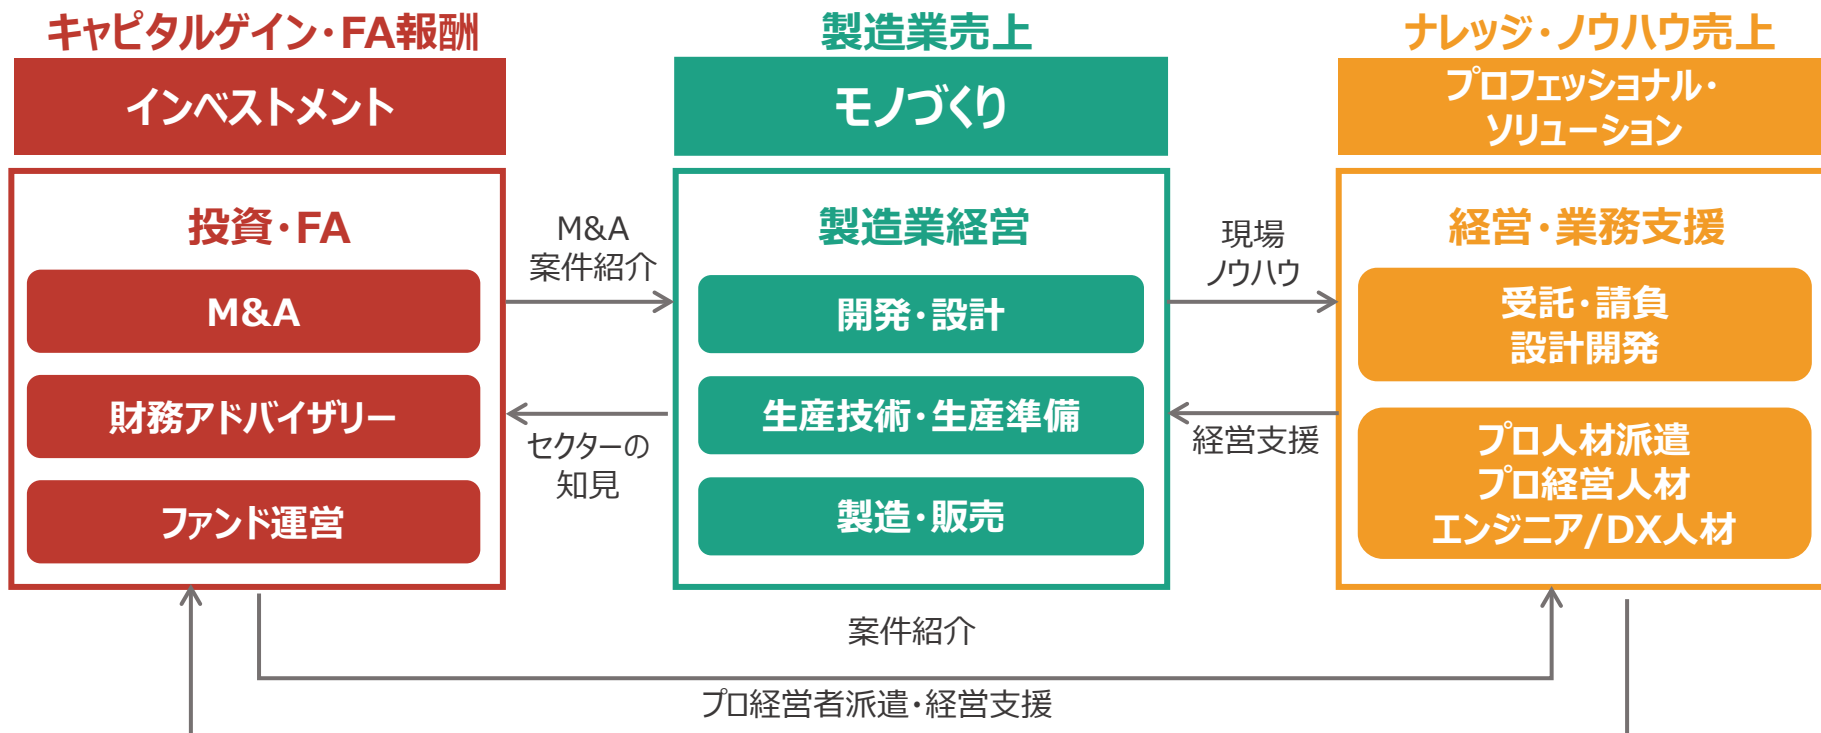 キャピタルゲイン・FA報酬
インベストメント
投資・FA
M&A
財務アドバイザリー
ファンド運営
M&A
案件紹介
セクターの
知見
製造業売上
モノづくり
製造業経営
開発・設計
生産技術・生産準備
製造・販売
現場
ノウハウ
経営支援
ナレッジ・ノウハウ売上
プロフェッショナル・
ソリューション
経営・業務支援
受託・請負
設計開発
プロ人材派遣
プロ経営人材
エンジニア/DX人材
案件紹介
プロ経営者派遣・経営支援